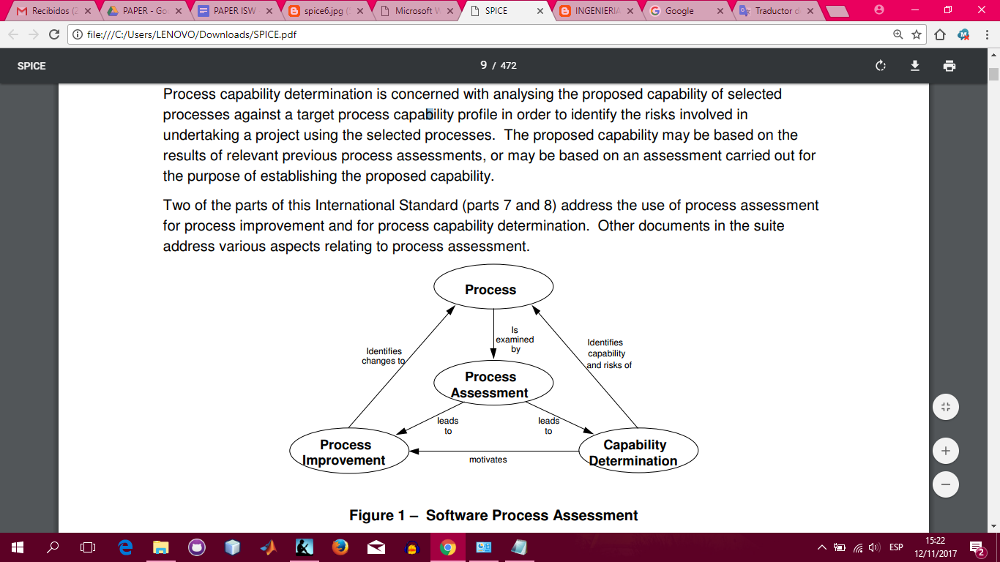 Recibidos (2
PAPER - Go
PAPER ISW
spice6.jpg (
Microsoft W
SPICE
INGENIERIA
Google
Traductor d
file:///C:/Users/LENOVO/Downloads/SPICE.pdf
SPICE
9 / 472
Process capability determination is concerned with analysing the proposed capability of selected
processes against a target process capability profile in order to identify the risks involved in
undertaking a project using the selected processes. The proposed capability may be based on the
results of relevant previous process assessments, or may be based on an assessment carried out for
the purpose of establishing the proposed capability.
Two of the parts of this International Standard (parts 7 and 8) address the use of process assessment
for process improvement and for process capability determination. Other documents in the suite
address various aspects relating to process assessment.
Process
Is
examined
by
Identifies
changes to
Identifies
capability
and risks of
Process
Assessment
leads
to
leads
to
Process
Improvement
motivates
Capability
Determination
Figure 1 – Software Process Assessment
ESP
15:22
12/11/2017
2